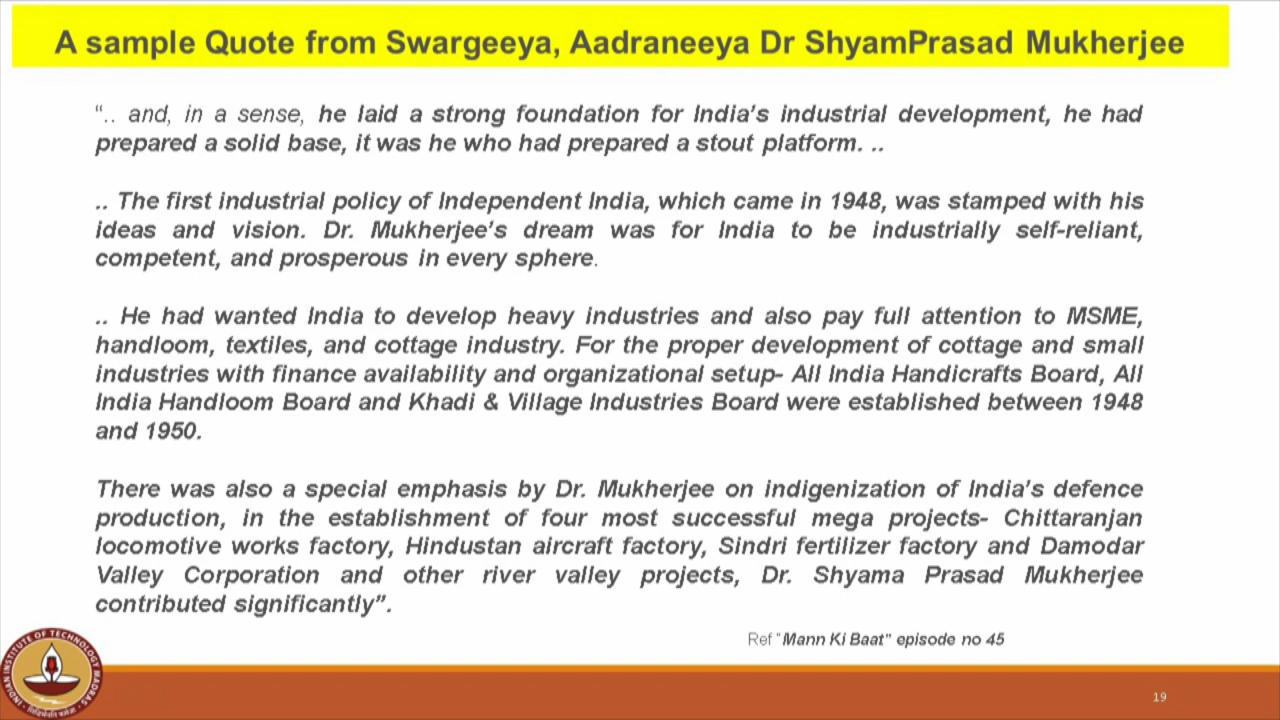 A sample Quote from Swargeeya, Aadraneeya Dr ShyamPrasad Mukherjee
“.. and, in a sense, he laid a strong foundation for India’s industrial development, he had
prepared a solid base, it was he who had prepared a stout platform. ..
.. The first industrial policy of Independent India, which came in 1948, was stamped with his
ideas and vision. Dr. Mukherjee’s dream was for India to be industrially self-reliant,
competent, and prosperous in every sphere.
.. He had wanted India to develop heavy industries and also pay full attention to MSME,
handloom, textiles, and cottage industry. For the proper development of cottage and small
industries with finance availability and organizational setup- All India Handicrafts Board, All
India Handloom Board and Khadi & Village Industries Board were established between 1948
and 1950.
There was also a special emphasis by Dr. Mukherjee on indigenization of India’s defence
production, in the establishment of four most successful mega projects- Chittaranjan
locomotive works factory, Hindustan aircraft factory, Sindri fertilizer factory and Damodar
Valley Corporation and other river valley projects, Dr. Shyama Prasad Mukherjee
contributed significantly”.
Ref “Mann Ki Baat” episode no 45
INDIAN INSTITUTE OF TECHNOLOGY MADRAS
19